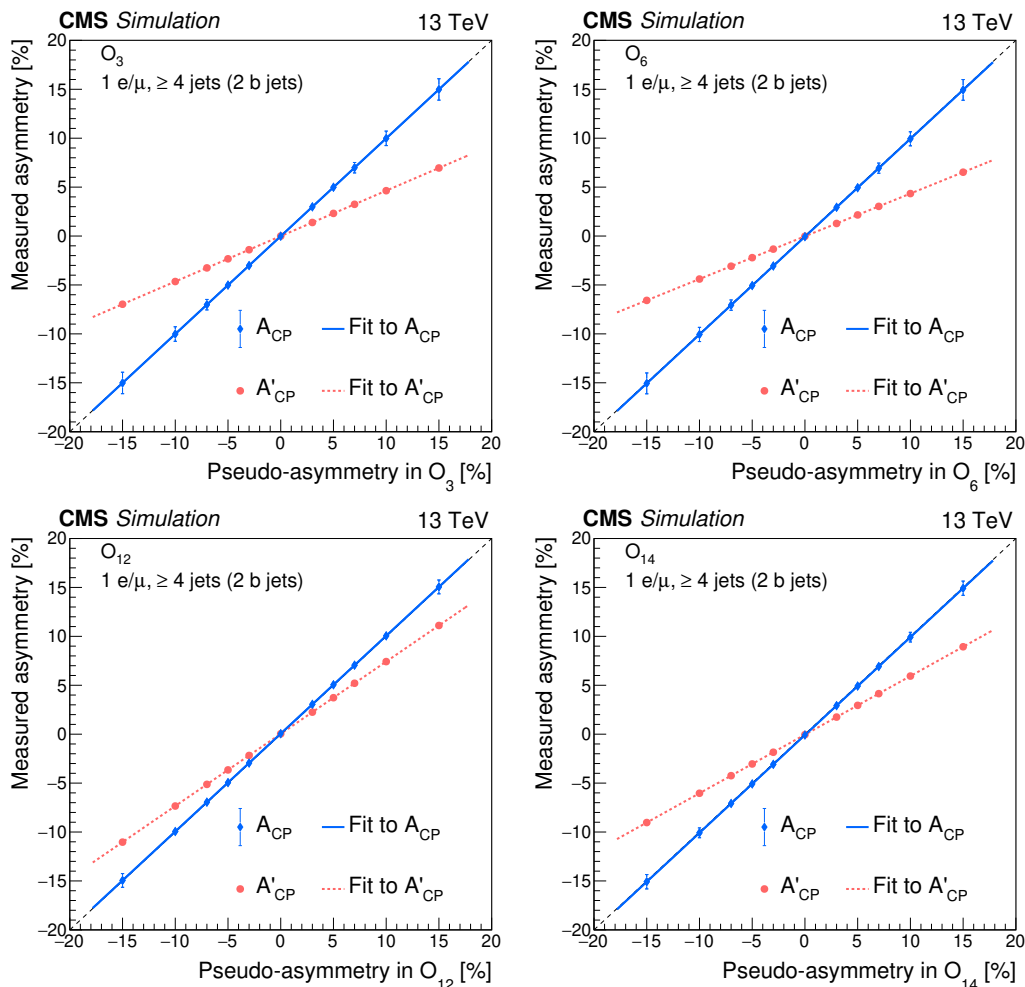 CMS Simulation 13 TeV
O3
1 e/μ, ≥ 4 jets (2 b jets)
Measured asymmetry [%]
20
15
10
5
0
−5
−10
−15
−20
A_CP Fit to A_CP
A'_CP Fit to A'_CP
−20 −15 −10 −5 0 5 10 15 20
Pseudo-asymmetry in O3 [%]
CMS Simulation 13 TeV
O6
1 e/μ, ≥ 4 jets (2 b jets)
Measured asymmetry [%]
20
15
10
5
0
−5
−10
−15
−20
A_CP Fit to A_CP
A'_CP Fit to A'_CP
−20 −15 −10 −5 0 5 10 15 20
Pseudo-asymmetry in O6 [%]
CMS Simulation 13 TeV
O12
1 e/μ, ≥ 4 jets (2 b jets)
Measured asymmetry [%]
20
15
10
5
0
−5
−10
−15
−20
A_CP Fit to A_CP
A'_CP Fit to A'_CP
−20 −15 −10 −5 0 5 10 15 20
Pseudo-asymmetry in O12 [%]
CMS Simulation 13 TeV
O14
1 e/μ, ≥ 4 jets (2 b jets)
Measured asymmetry [%]
20
15
10
5
0
−5
−10
−15
−20
A_CP Fit to A_CP
A'_CP Fit to A'_CP
−20 −15 −10 −5 0 5 10 15 20
Pseudo-asymmetry in O14 [%]